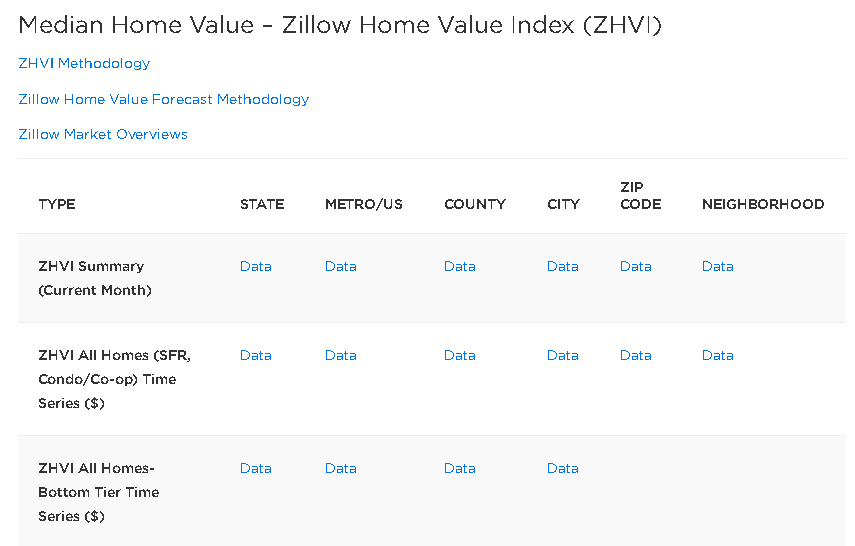 Median Home Value – Zillow Home Value Index (ZHVI)
ZHVI Methodology
Zillow Home Value Forecast Methodology
Zillow Market Overviews
TYPE STATE METRO/US COUNTY CITY ZIP CODE NEIGHBORHOOD
ZHVI Summary
(Current Month)
Data Data Data Data Data Data
ZHVI All Homes (SFR,
Condo/Co-op) Time
Series ($)
Data Data Data Data Data Data
ZHVI All Homes-
Bottom Tier Time
Series ($)
Data Data Data Data